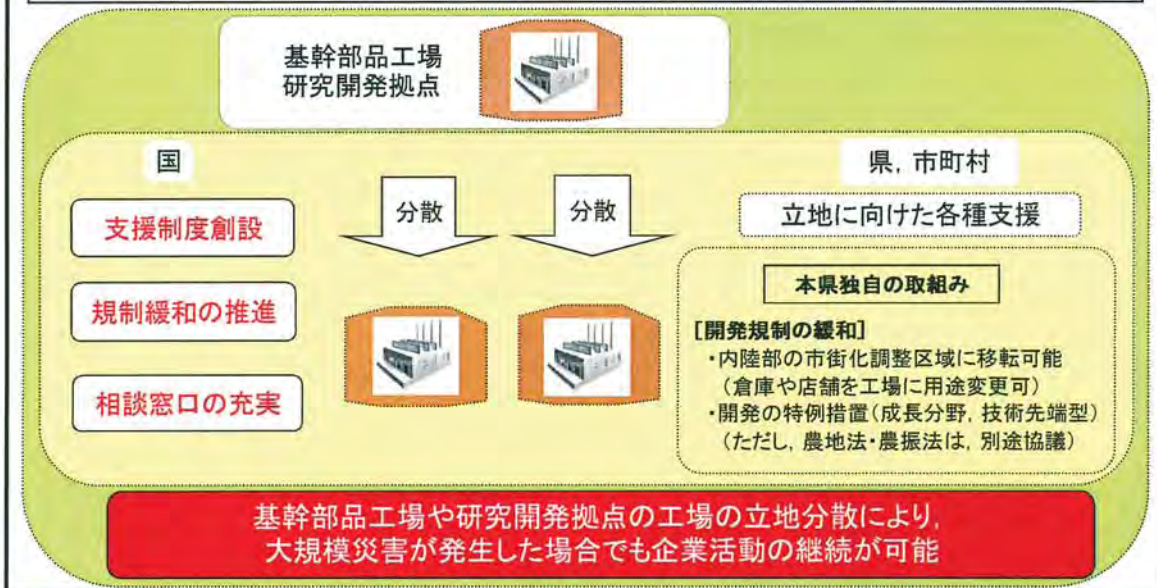 基幹部品工場
研究開発拠点
国
支援制度創設
規制緩和の推進
相談窓口の充実
分散
分散
県，市町村
立地に向けた各種支援
本県独自の取組み
［開発規制の緩和］
・内陸部の市街化調整区域に移転可能
（倉庫や店舗を工場に用途変更可）
・開発の特例措置（成長分野，技術先端型）
（ただし，農地法・農振法は，別途協議）
基幹部品工場や研究開発拠点の工場の立地分散により，
大規模災害が発生した場合でも企業活動の継続が可能